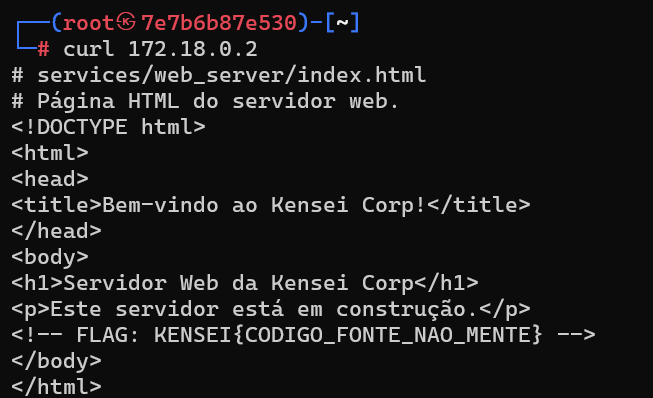 ┌──(root㉿7e7b6b87e530)-[~]
└─# curl 172.18.0.2
# services/web_server/index.html
# Página HTML do servidor web.
<!DOCTYPE html>
<html>
<head>
<title>Bem-vindo ao Kensei Corp!</title>
</head>
<body>
<h1>Servidor Web da Kensei Corp</h1>
<p>Este servidor está em construção.</p>
<!-- FLAG: KENSEI{CODIGO_FONTE_NAO_MENTE} -->
</body>
</html>